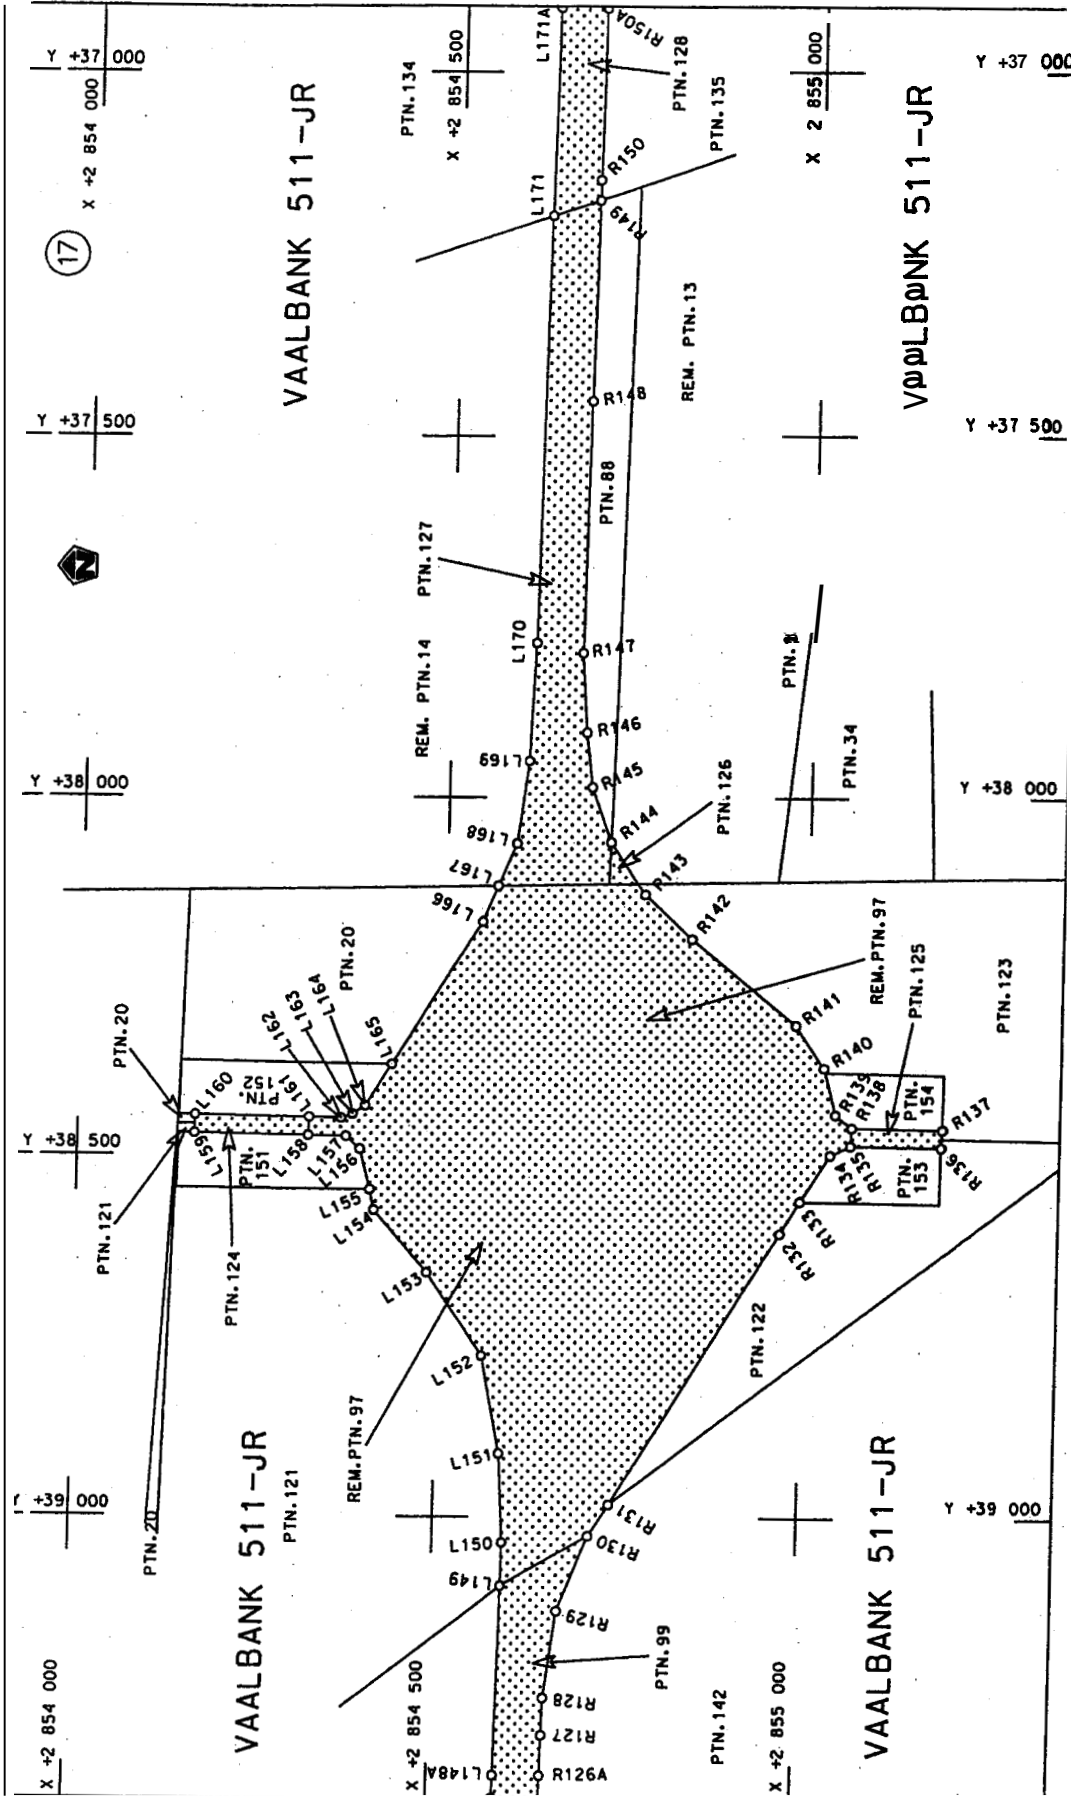 Y +37 000
X +2 854 000
17
VAALBANK 511-JR
PTN.134
X +2 854 500
L171A
R150A
PTN.128
PTN.135
X 2 855 000
Y +37 000
V@@LB@NK 511-JR
L171
R150
R149
REM. PTN.13
Y +37 500
R148
PTN.88
Y +37 500
N
PTN.127
REM. PTN.14
L170
R147
R146
L169
R145
PTN.126
PTN.34
Y +38 000
Y +38 000
L168
R144
L167
R143
L166
R142
PTN.20
PTN.20
L162
L163
L164
L165
L160
L161
PTN.
152
REM.PTN.97
PTN.125
PTN.123
R141
R140
R139
R138
PTN.
154
R137
Y +38 500
L159
PTN.
151
L158
L157
L156
L155
L154
R134
R135
PTN.
153
R136
R133
R132
PTN.121
PTN.124
L153
L152
PTN.122
REM.PTN.97
L151
VAALBANK 511-JR
PTN.121
Y +39 000
PTN.20
L150
L149
R131
R130
Y +39 000
R129
PTN.99
VAALBANK 511-JR
R128
R127
PTN.142
X +2 854 000
X +2 854 500
L148A
R126A
X +2 855 000